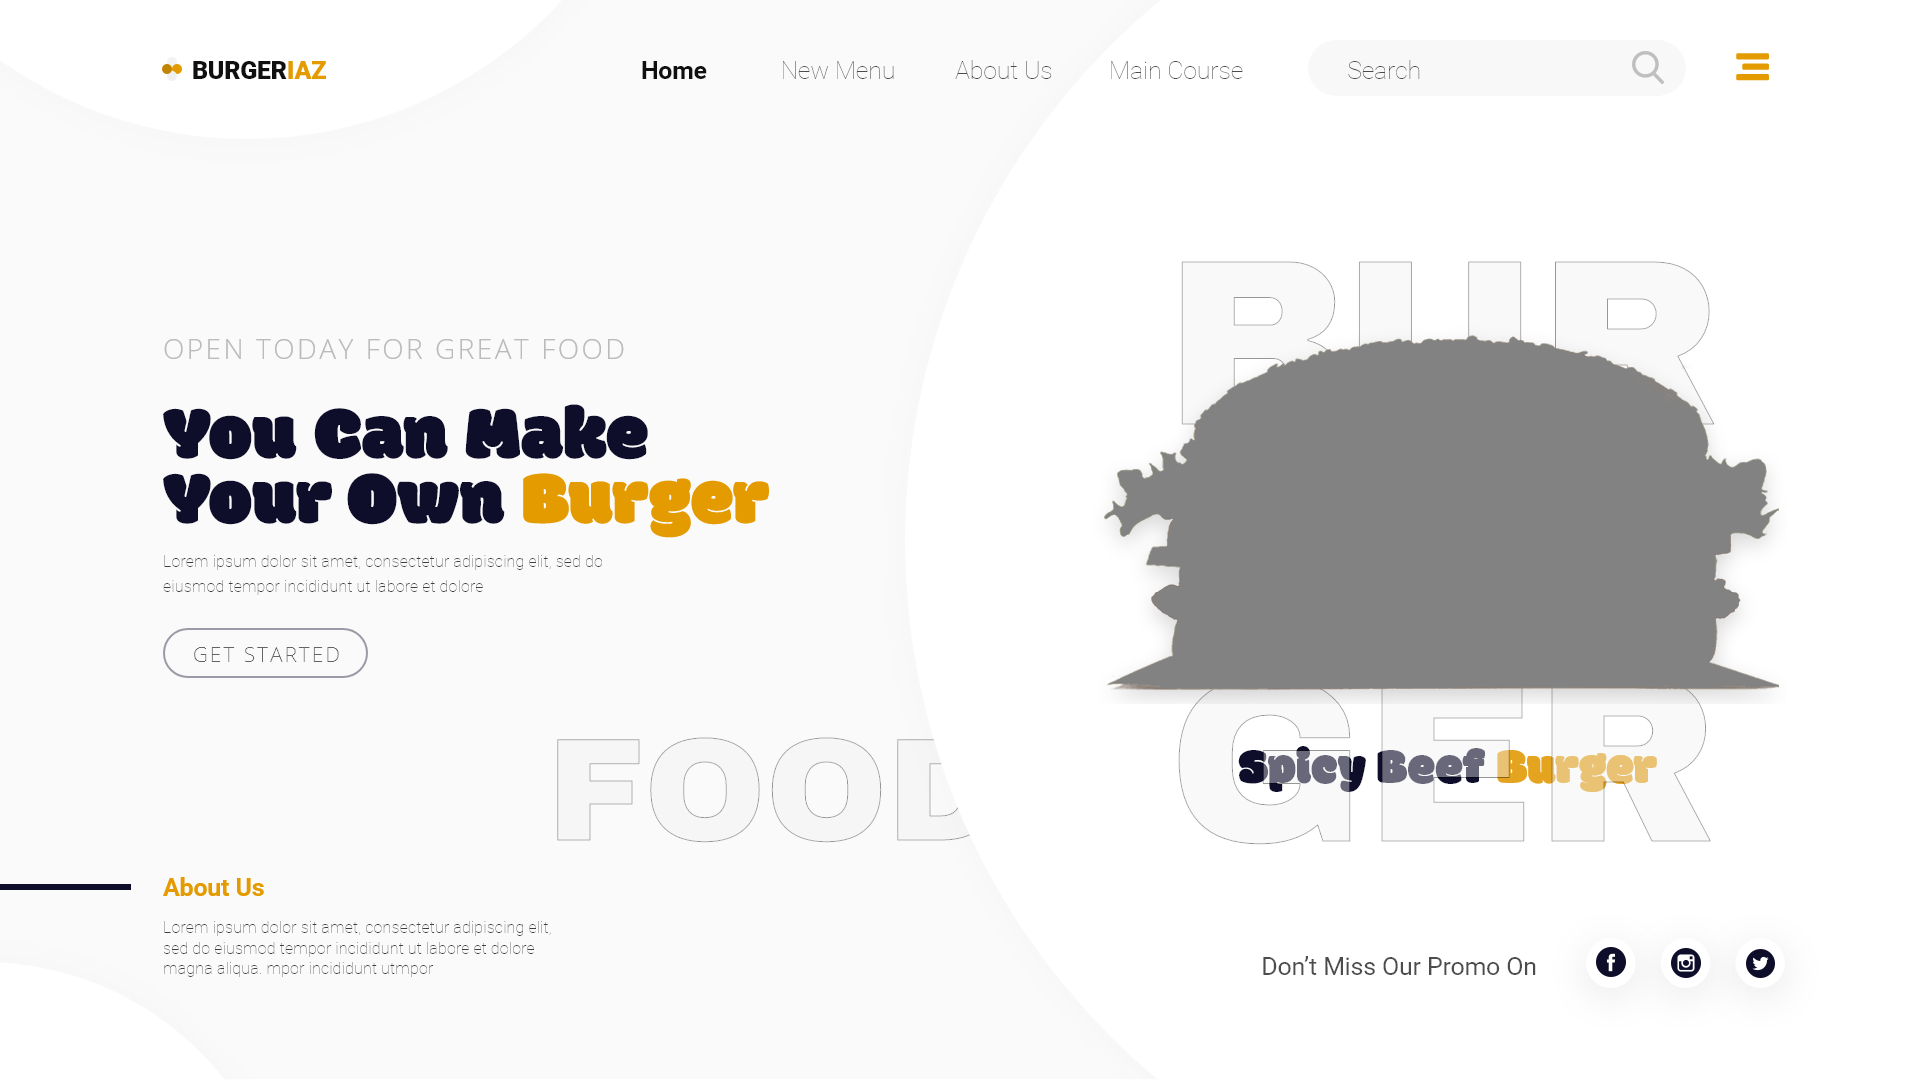 BURGERIAZ
Home
New Menu
About Us
Main Course
Search
BUR
OPEN TODAY FOR GREAT FOOD
You Can Make
Your Own Burger
Lorem ipsum dolor sit amet, consectetur adipiscing elit, sed do
eiusmod tempor incididunt ut labore et dolore
GET STARTED
GER
FOOD
Spicy Beef Burger
About Us
Lorem ipsum dolor sit amet, consectetur adipiscing elit,
sed do eiusmod tempor incididunt ut labore et dolore
magna aliqua. mpor incididunt utmpor
Don’t Miss Our Promo On